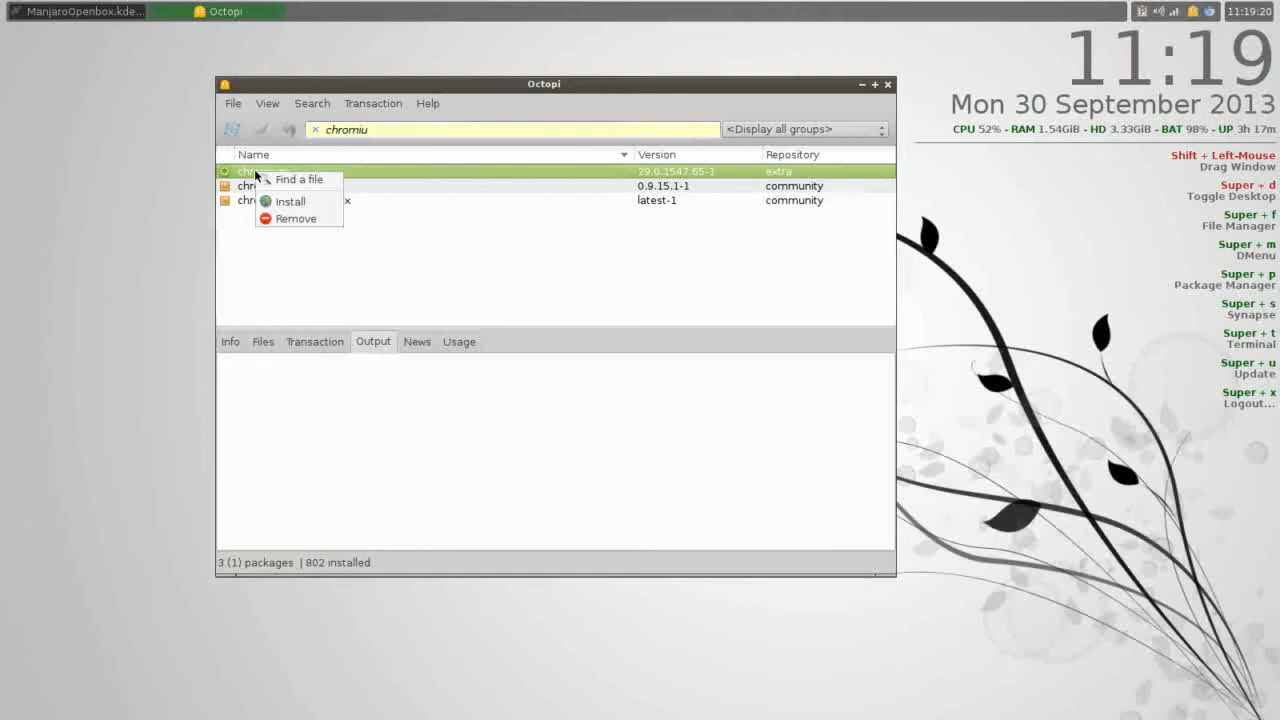 ManjaroOpenbox.kde...
Octopi
11:19:20
11:19
Mon 30 September 2013
CPU 52% - RAM 1.54GiB - HD 3.33GiB - BAT 98% - UP 3h 17m
Shift + Left-Mouse
Drag Window
Super + d
Toggle Desktop
Super + f
File Manager
Super + m
DMenu
Super + p
Package Manager
Super + s
Synapse
Super + t
Terminal
Super + u
Update
Super + x
Logout...
Octopi
File View Search Transaction Help
chromiu
<Display all groups>
Name Version Repository
29.0.1547.65-1 extra
0.9.15.1-1 community
x latest-1 community
Find a file
Install
Remove
Info Files Transaction Output News Usage
3 (1) packages | 802 installed